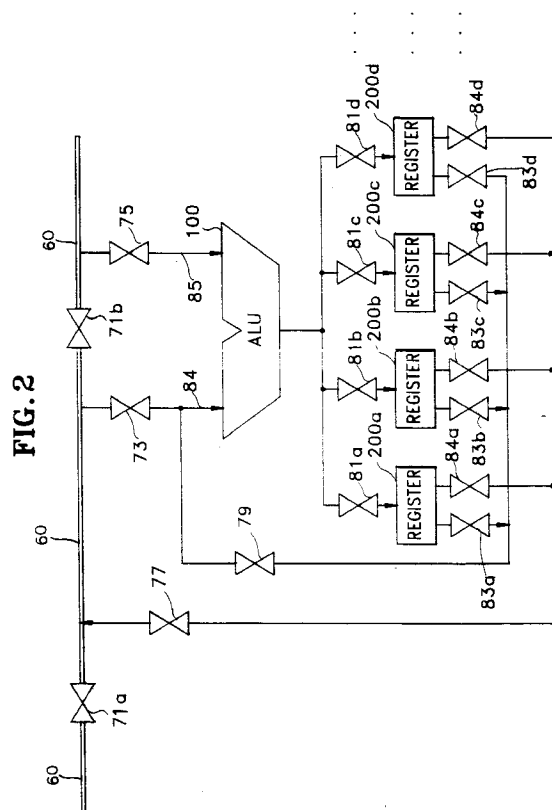 FIG.2
60
60
60
71a
71b
73
75
77
79
84
85
100
ALU
81a
81b
81c
81d
200a
200b
200c
200d
REGISTER
REGISTER
REGISTER
REGISTER
83a
84a
83b
84b
83c
84c
83d
84d